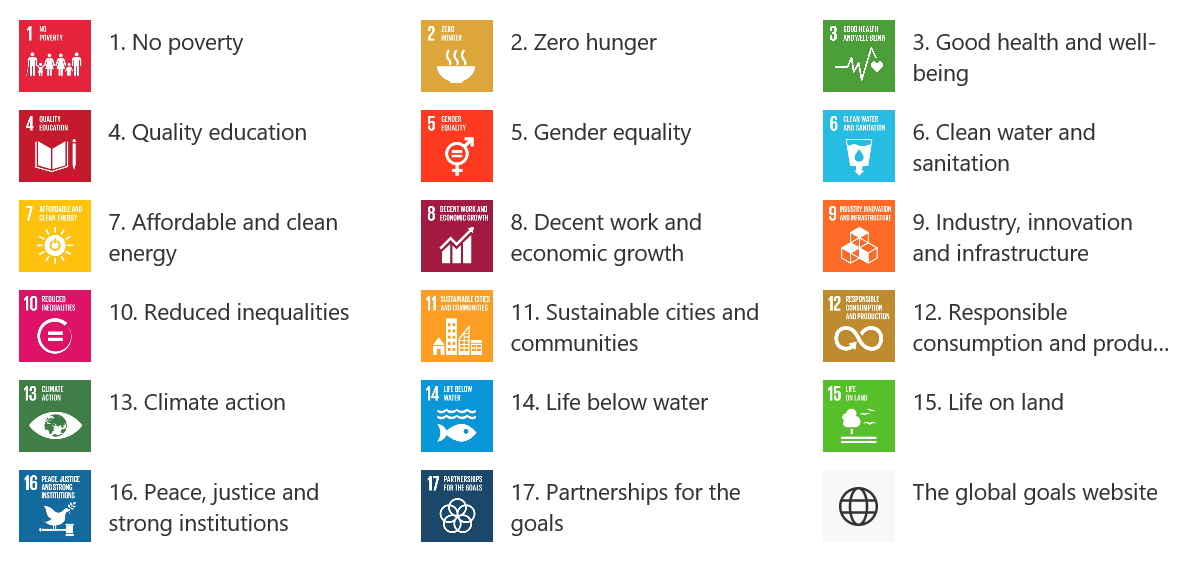 1 NO
POVERTY
1. No poverty
2 ZERO
HUNGER
2. Zero hunger
3 GOOD HEALTH
AND WELL-BEING
3. Good health and well-
being
4 QUALITY
EDUCATION
4. Quality education
5 GENDER
EQUALITY
5. Gender equality
6 CLEAN WATER
AND SANITATION
6. Clean water and
sanitation
7 AFFORDABLE AND
CLEAN ENERGY
7. Affordable and clean
energy
8 DECENT WORK AND
ECONOMIC GROWTH
8. Decent work and
economic growth
9 INDUSTRY, INNOVATION
AND INFRASTRUCTURE
9. Industry, innovation
and infrastructure
10 REDUCED
INEQUALITIES
10. Reduced inequalities
11 SUSTAINABLE CITIES
AND COMMUNITIES
11. Sustainable cities and
communities
12 RESPONSIBLE
CONSUMPTION
AND PRODUCTION
12. Responsible
consumption and produ...
13 CLIMATE
ACTION
13. Climate action
14 LIFE BELOW
WATER
14. Life below water
15 LIFE
ON LAND
15. Life on land
16 PEACE, JUSTICE
AND STRONG
INSTITUTIONS
16. Peace, justice and
strong institutions
17 PARTNERSHIPS
FOR THE GOALS
17. Partnerships for the
goals
The global goals website